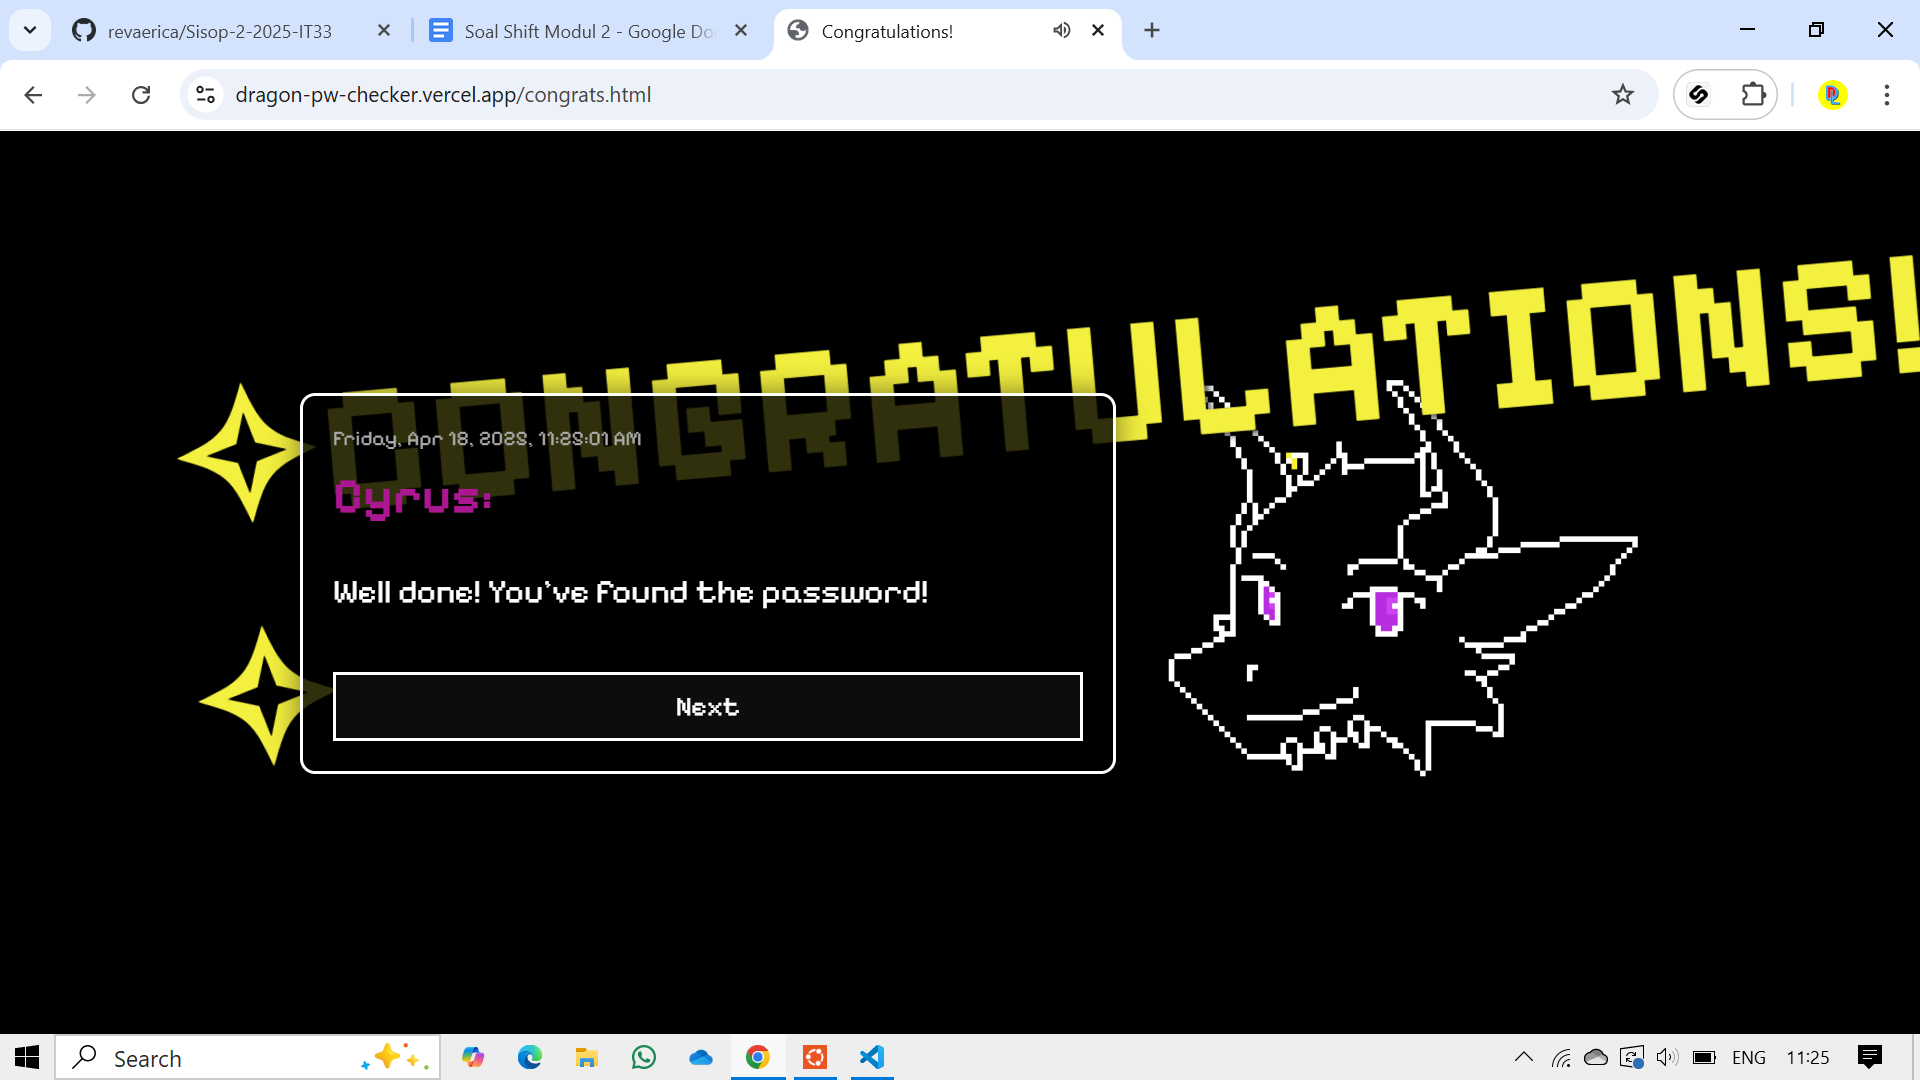 revaerica/Sisop-2-2025-IT33
Soal Shift Modul 2 - Google Do
Congratulations!
dragon-pw-checker.vercel.app/congrats.html
CONGRATULATIONS!
Friday, Apr 18, 2025, 11:25:01 AM
Cyrus:
Well done! You've found the password!
Next
Search
ENG
11:25